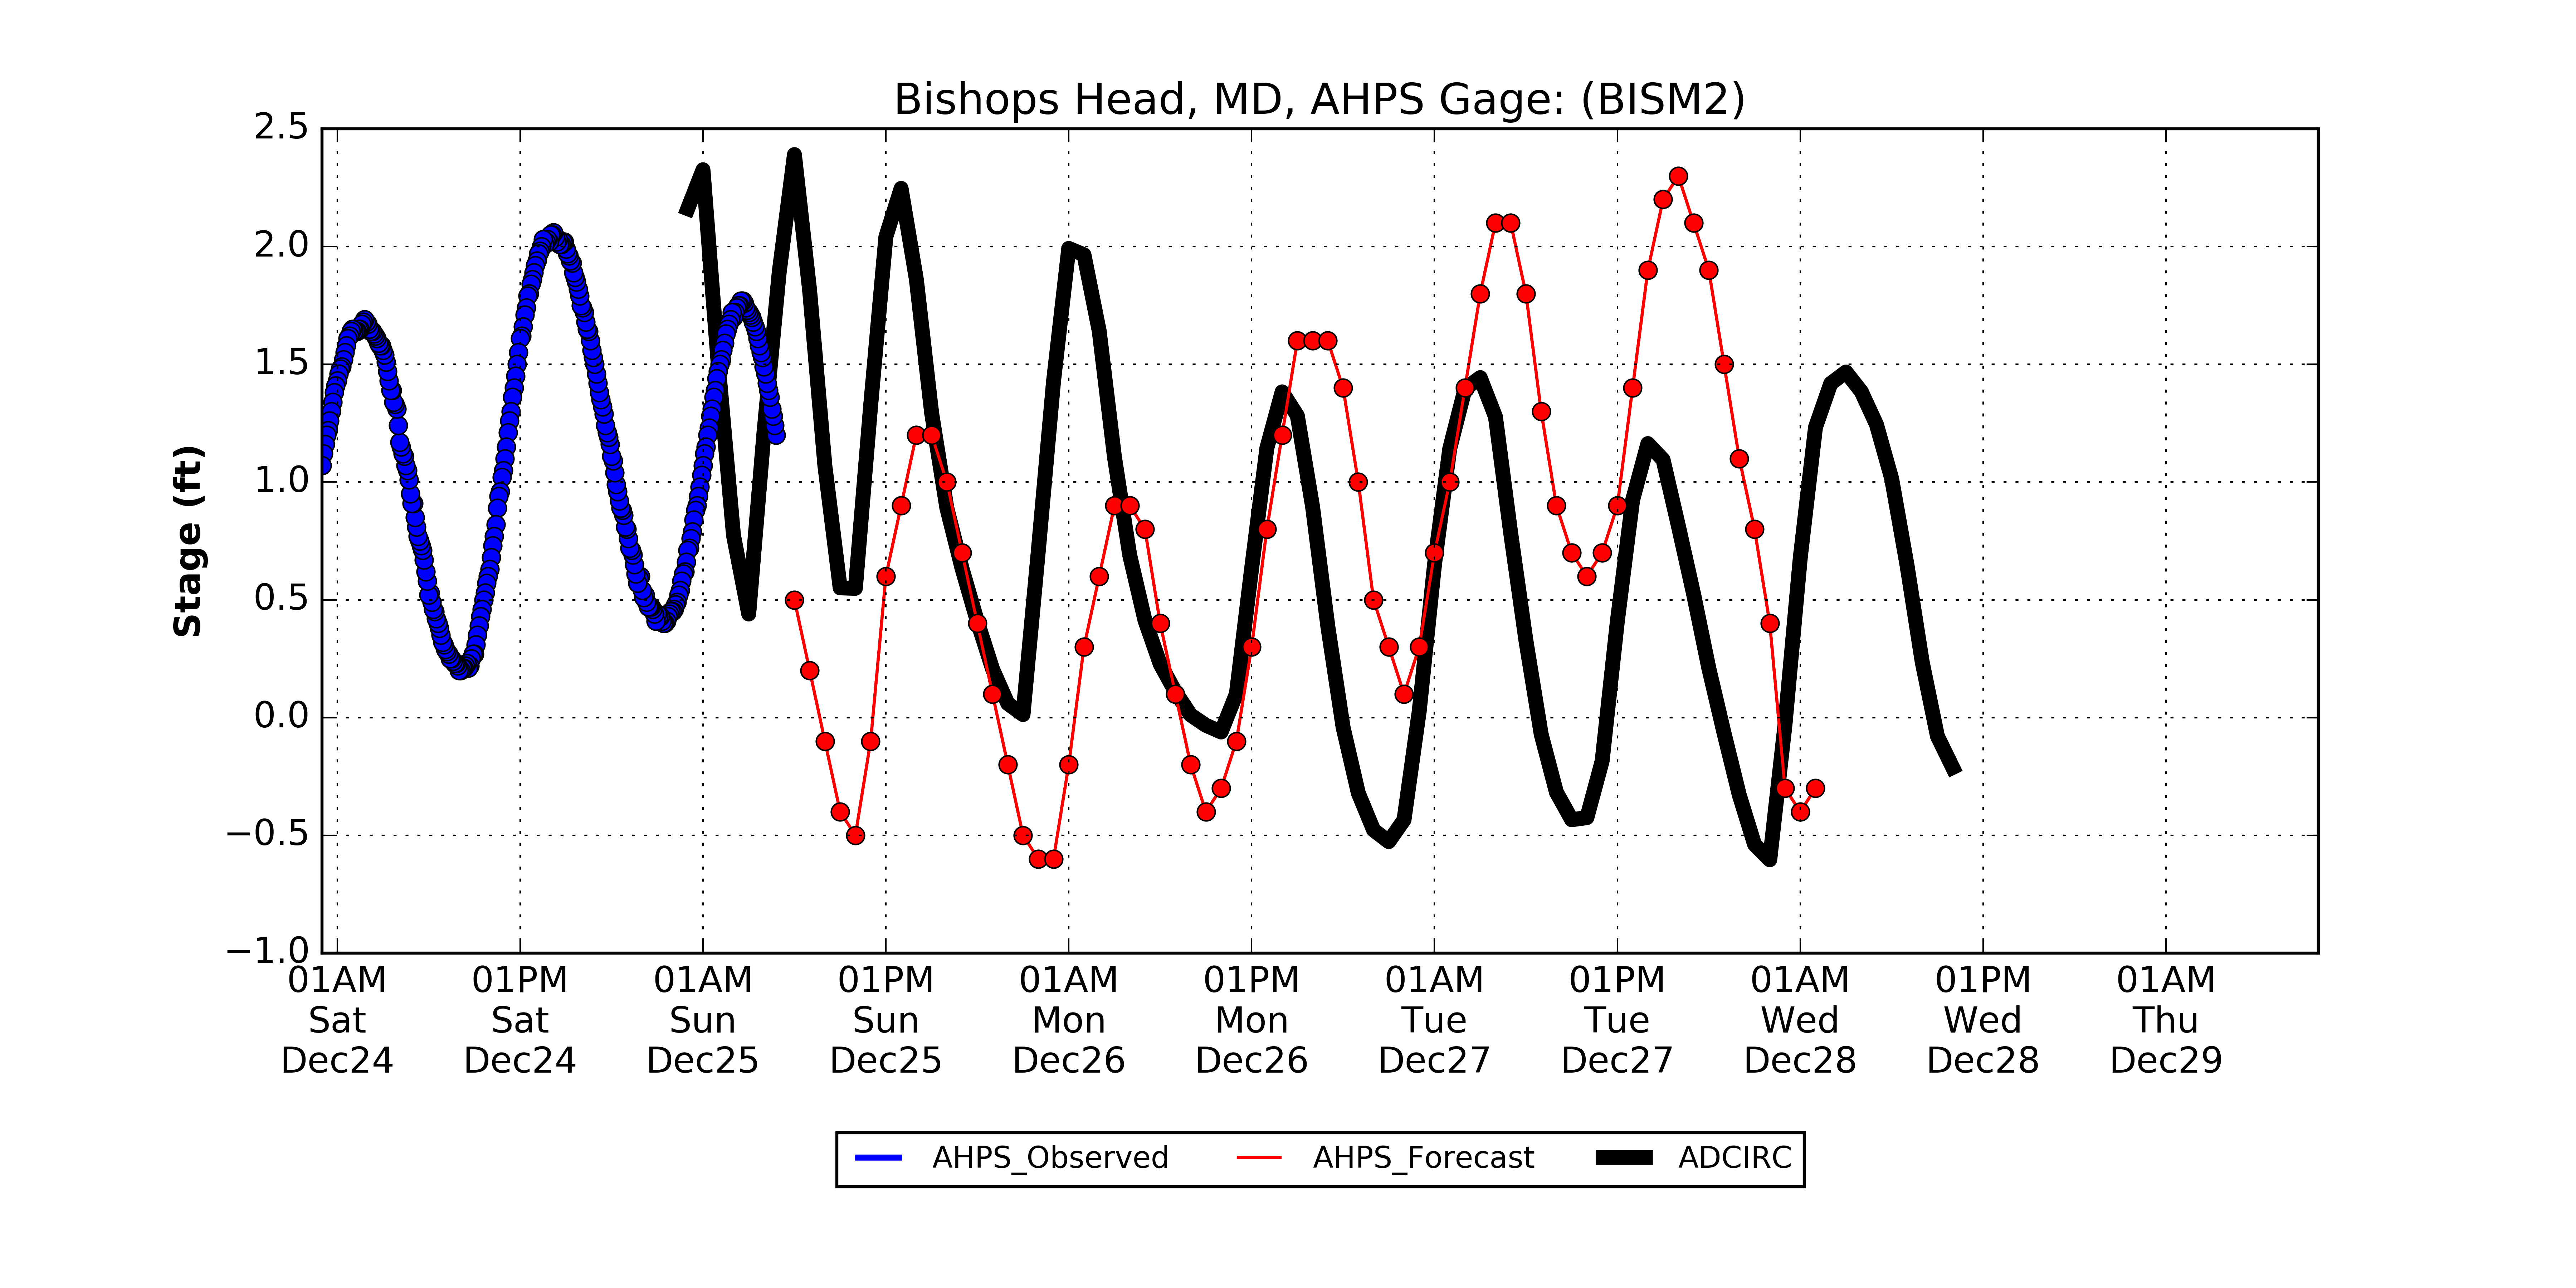 Bishops Head, MD, AHPS Gage: (BISM2)
2.5
2.0
1.5
1.0
0.5
0.0
−0.5
−1.0
Stage (ft)
01AM 01PM 01AM 01PM 01AM 01PM 01AM 01PM 01AM 01PM 01AM
Sat Sat Sun Sun Mon Mon Tue Tue Wed Wed Thu
Dec24 Dec24 Dec25 Dec25 Dec26 Dec26 Dec27 Dec27 Dec28 Dec28 Dec29
AHPS_Observed AHPS_Forecast ADCIRC